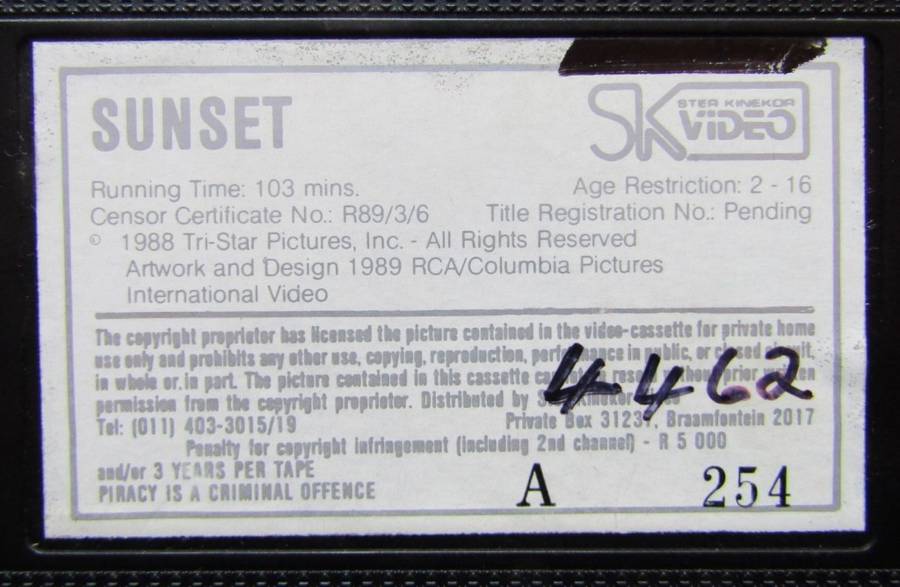 SUNSET
STER KINEKOR
SK VIDEO
Running Time: 103 mins.
Age Restriction: 2 - 16
Censor Certificate No.: R89/3/6
Title Registration No.: Pending
© 1988 Tri-Star Pictures, Inc. - All Rights Reserved
Artwork and Design 1989 RCA/Columbia Pictures
International Video
The copyright proprietor has licensed the picture contained in the video-cassette for private home
use only and prohibits any other use, copying, reproduction, performance in public, or closed circuit,
in whole or in part. The picture contained in this cassette prior written
permission from the copyright proprietor. Distributed by
4462
Tel: (011) 403-3015/19
Private Box 31237, Braamfontein 2017
Penalty for copyright infringement (including 2nd channel) - R 5 000
and/or 3 YEARS PER TAPE
PIRACY IS A CRIMINAL OFFENCE
A 254